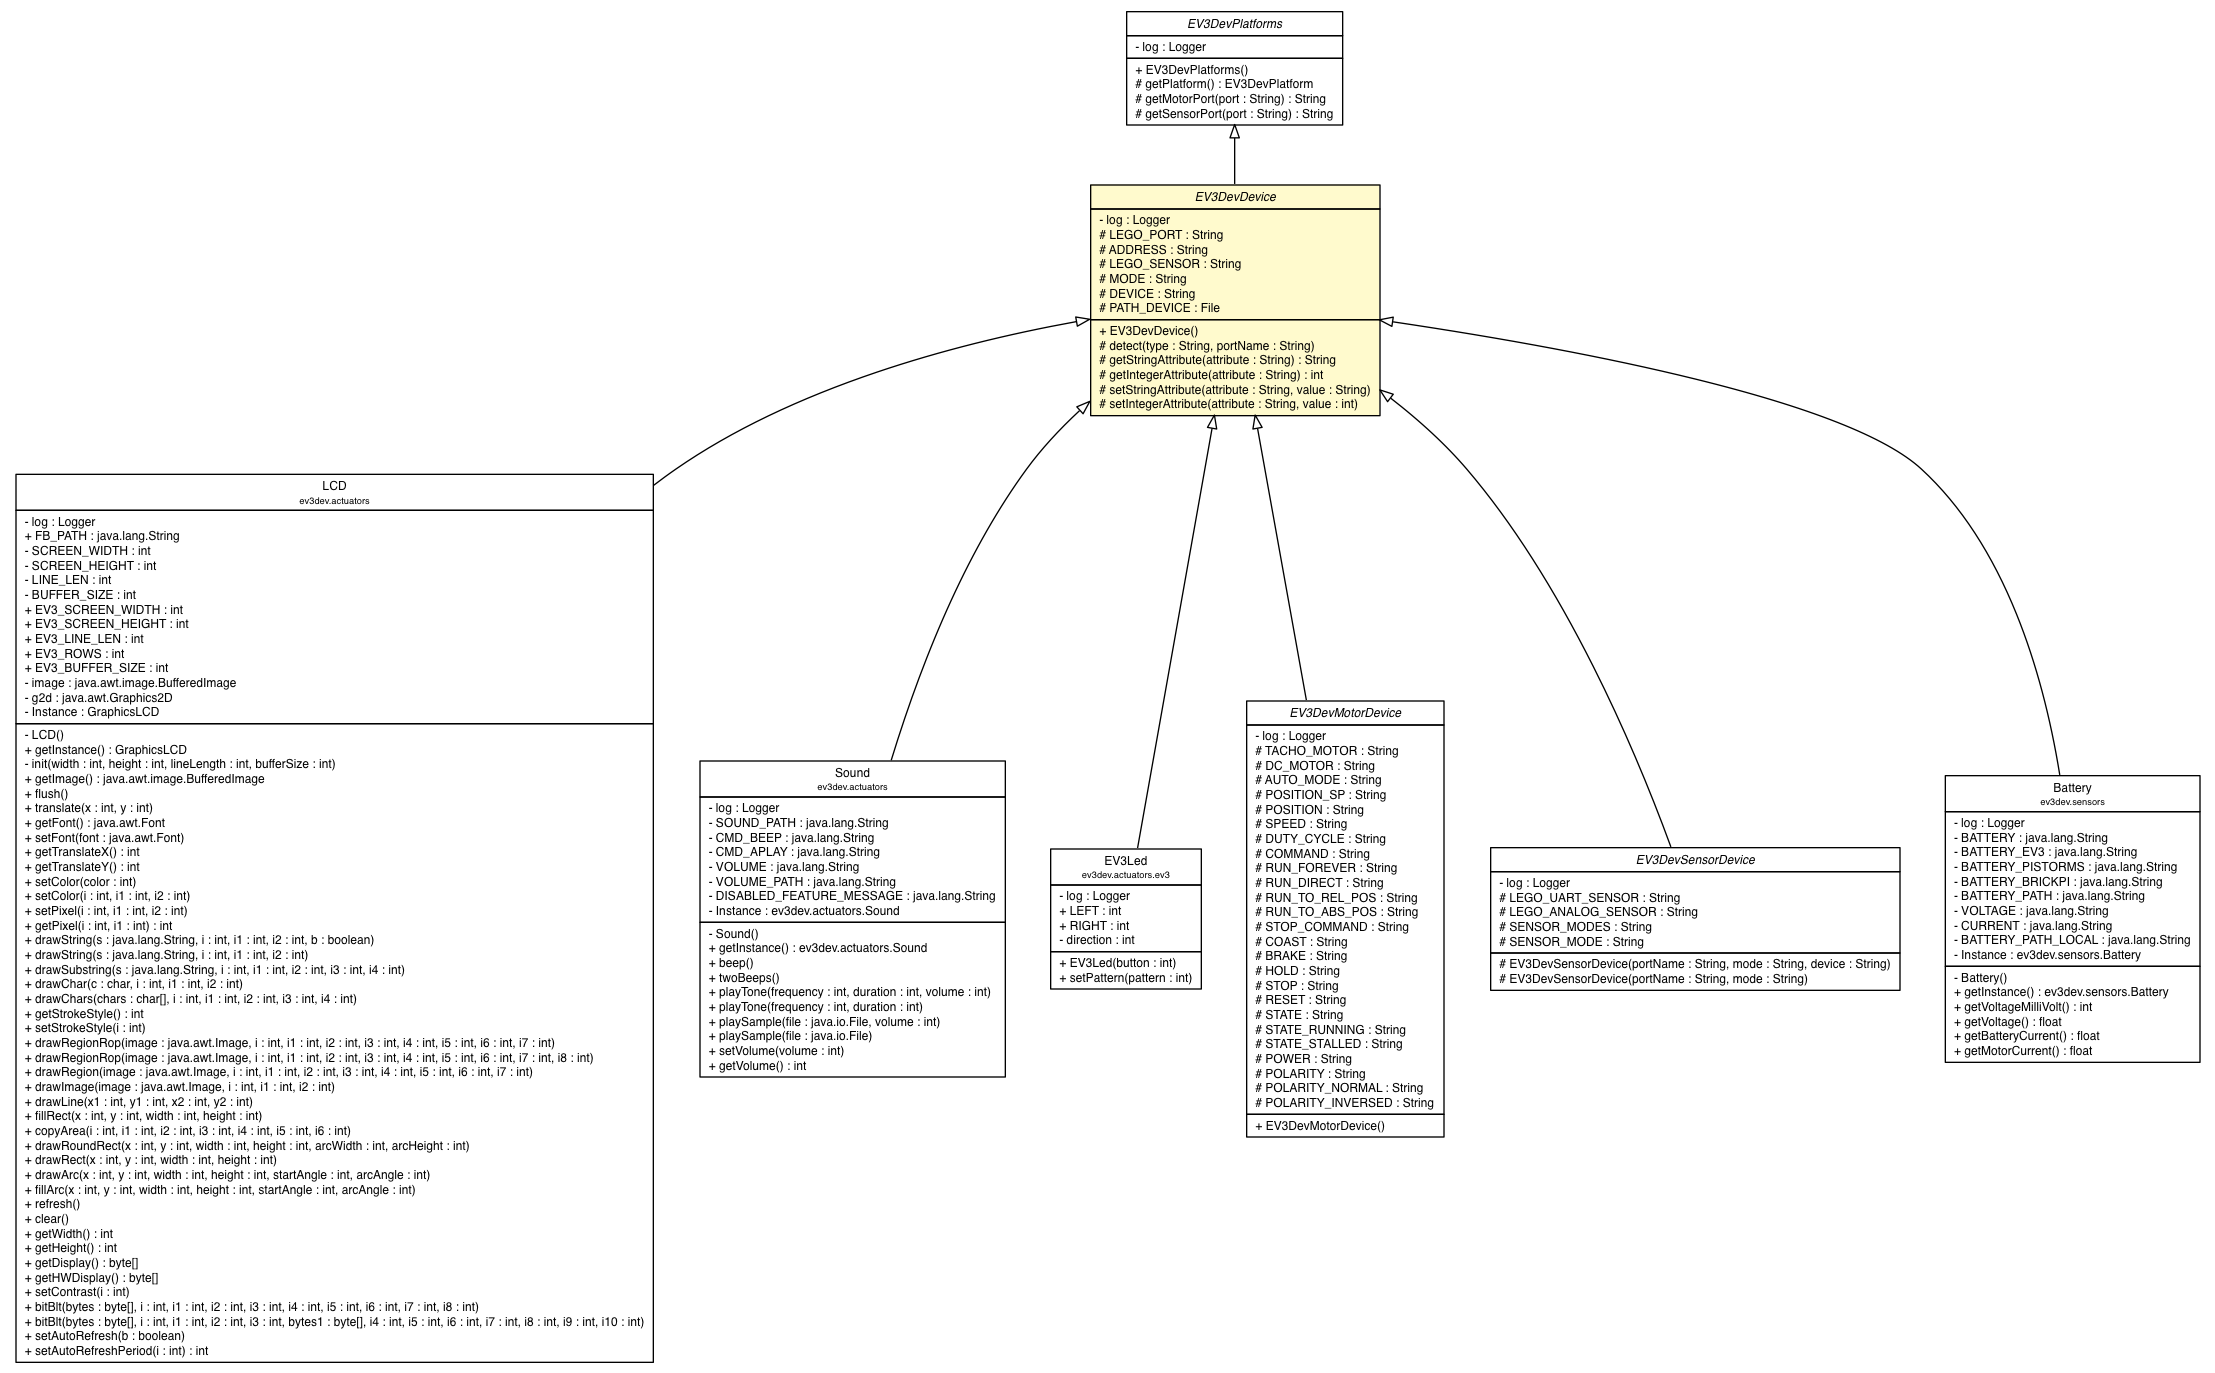 EV3DevPlatforms
- log : Logger
+ EV3DevPlatforms()
# getPlatform() : EV3DevPlatform
# getMotorPort(port : String) : String
# getSensorPort(port : String) : String
EV3DevDevice
- log : Logger
# LEGO_PORT : String
# ADDRESS : String
# LEGO_SENSOR : String
# MODE : String
# DEVICE : String
# PATH_DEVICE : File
+ EV3DevDevice()
# detect(type : String, portName : String)
# getStringAttribute(attribute : String) : String
# getIntegerAttribute(attribute : String) : int
# setStringAttribute(attribute : String, value : String)
# setIntegerAttribute(attribute : String, value : int)
LCD
ev3dev.actuators
- log : Logger
+ FB_PATH : java.lang.String
- SCREEN_WIDTH : int
- SCREEN_HEIGHT : int
- LINE_LEN : int
- BUFFER_SIZE : int
+ EV3_SCREEN_WIDTH : int
+ EV3_SCREEN_HEIGHT : int
+ EV3_LINE_LEN : int
+ EV3_ROWS : int
+ EV3_BUFFER_SIZE : int
- image : java.awt.image.BufferedImage
- g2d : java.awt.Graphics2D
- Instance : GraphicsLCD
- LCD()
+ getInstance() : GraphicsLCD
- init(width : int, height : int, lineLength : int, bufferSize : int)
+ getImage() : java.awt.image.BufferedImage
+ flush()
+ translate(x : int, y : int)
+ getFont() : java.awt.Font
+ setFont(font : java.awt.Font)
+ getTranslateX() : int
+ getTranslateY() : int
+ setColor(color : int)
+ setColor(i : int, i1 : int, i2 : int)
+ setPixel(i : int, i1 : int, i2 : int)
+ getPixel(i : int, i1 : int) : int
+ drawString(s : java.lang.String, i : int, i1 : int, i2 : int, b : boolean)
+ drawString(s : java.lang.String, i : int, i1 : int, i2 : int)
+ drawSubstring(s : java.lang.String, i : int, i1 : int, i2 : int, i3 : int, i4 : int)
+ drawChar(c : char, i : int, i1 : int, i2 : int)
+ drawChars(chars : char[], i : int, i1 : int, i2 : int, i3 : int, i4 : int)
+ getStrokeStyle() : int
+ setStrokeStyle(i : int)
+ drawRegionRop(image : java.awt.Image, i : int, i1 : int, i2 : int, i3 : int, i4 : int, i5 : int, i6 : int, i7 : int)
+ drawRegionRop(image : java.awt.Image, i : int, i1 : int, i2 : int, i3 : int, i4 : int, i5 : int, i6 : int, i7 : int, i8 : int)
+ drawRegion(image : java.awt.Image, i : int, i1 : int, i2 : int, i3 : int, i4 : int, i5 : int, i6 : int, i7 : int)
+ drawImage(image : java.awt.Image, i : int, i1 : int, i2 : int)
+ drawLine(x1 : int, y1 : int, x2 : int, y2 : int)
+ fillRect(x : int, y : int, width : int, height : int)
+ copyArea(i : int, i1 : int, i2 : int, i3 : int, i4 : int, i5 : int, i6 : int)
+ drawRoundRect(x : int, y : int, width : int, height : int, arcWidth : int, arcHeight : int)
+ drawRect(x : int, y : int, width : int, height : int)
+ drawArc(x : int, y : int, width : int, height : int, startAngle : int, arcAngle : int)
+ fillArc(x : int, y : int, width : int, height : int, startAngle : int, arcAngle : int)
+ refresh()
+ clear()
+ getWidth() : int
+ getHeight() : int
+ getDisplay() : byte[]
+ getHWDisplay() : byte[]
+ setContrast(i : int)
+ bitBlt(bytes : byte[], i : int, i1 : int, i2 : int, i3 : int, i4 : int, i5 : int, i6 : int, i7 : int, i8 : int)
+ bitBlt(bytes : byte[], i : int, i1 : int, i2 : int, i3 : int, bytes1 : byte[], i4 : int, i5 : int, i6 : int, i7 : int, i8 : int, i9 : int, i10 : int)
+ setAutoRefresh(b : boolean)
+ setAutoRefreshPeriod(i : int) : int
Sound
ev3dev.actuators
- log : Logger
- SOUND_PATH : java.lang.String
- CMD_BEEP : java.lang.String
- CMD_APLAY : java.lang.String
- VOLUME : java.lang.String
- VOLUME_PATH : java.lang.String
- DISABLED_FEATURE_MESSAGE : java.lang.String
- Instance : ev3dev.actuators.Sound
- Sound()
+ getInstance() : ev3dev.actuators.Sound
+ beep()
+ twoBeeps()
+ playTone(frequency : int, duration : int, volume : int)
+ playTone(frequency : int, duration : int)
+ playSample(file : java.io.File, volume : int)
+ playSample(file : java.io.File)
+ setVolume(volume : int)
+ getVolume() : int
EV3Led
ev3dev.actuators.ev3
- log : Logger
+ LEFT : int
+ RIGHT : int
- direction : int
+ EV3Led(button : int)
+ setPattern(pattern : int)
EV3DevMotorDevice
- log : Logger
# TACHO_MOTOR : String
# DC_MOTOR : String
# AUTO_MODE : String
# POSITION_SP : String
# POSITION : String
# SPEED : String
# DUTY_CYCLE : String
# COMMAND : String
# RUN_FOREVER : String
# RUN_DIRECT : String
# RUN_TO_REL_POS : String
# RUN_TO_ABS_POS : String
# STOP_COMMAND : String
# COAST : String
# BRAKE : String
# HOLD : String
# STOP : String
# RESET : String
# STATE : String
# STATE_RUNNING : String
# STATE_STALLED : String
# POWER : String
# POLARITY : String
# POLARITY_NORMAL : String
# POLARITY_INVERSED : String
+ EV3DevMotorDevice()
EV3DevSensorDevice
- log : Logger
# LEGO_UART_SENSOR : String
# LEGO_ANALOG_SENSOR : String
# SENSOR_MODES : String
# SENSOR_MODE : String
# EV3DevSensorDevice(portName : String, mode : String, device : String)
# EV3DevSensorDevice(portName : String, mode : String)
Battery
ev3dev.sensors
- log : Logger
- BATTERY : java.lang.String
- BATTERY_EV3 : java.lang.String
- BATTERY_PISTORMS : java.lang.String
- BATTERY_BRICKPI : java.lang.String
- BATTERY_PATH : java.lang.String
- VOLTAGE : java.lang.String
- CURRENT : java.lang.String
- BATTERY_PATH_LOCAL : java.lang.String
- Instance : ev3dev.sensors.Battery
- Battery()
+ getInstance() : ev3dev.sensors.Battery
+ getVoltageMilliVolt() : int
+ getVoltage() : float
+ getBatteryCurrent() : float
+ getMotorCurrent() : float